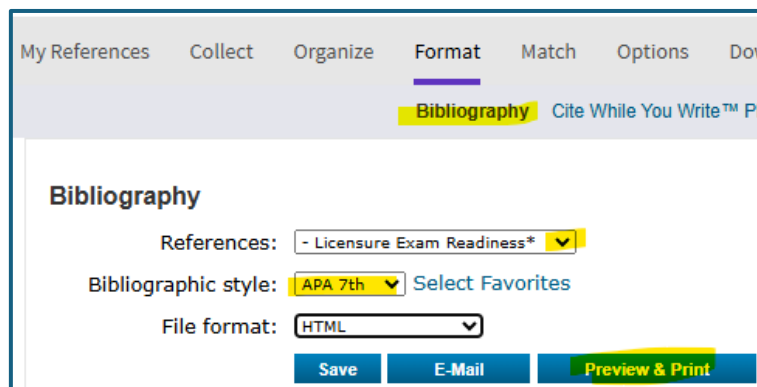 My References Collect Organize Format Match Options
Bibliography Cite While You Write™
Bibliography
References: - Licensure Exam Readiness*
Bibliographic style: APA 7th Select Favorites
File format: HTML
Save E-Mail Preview & Print